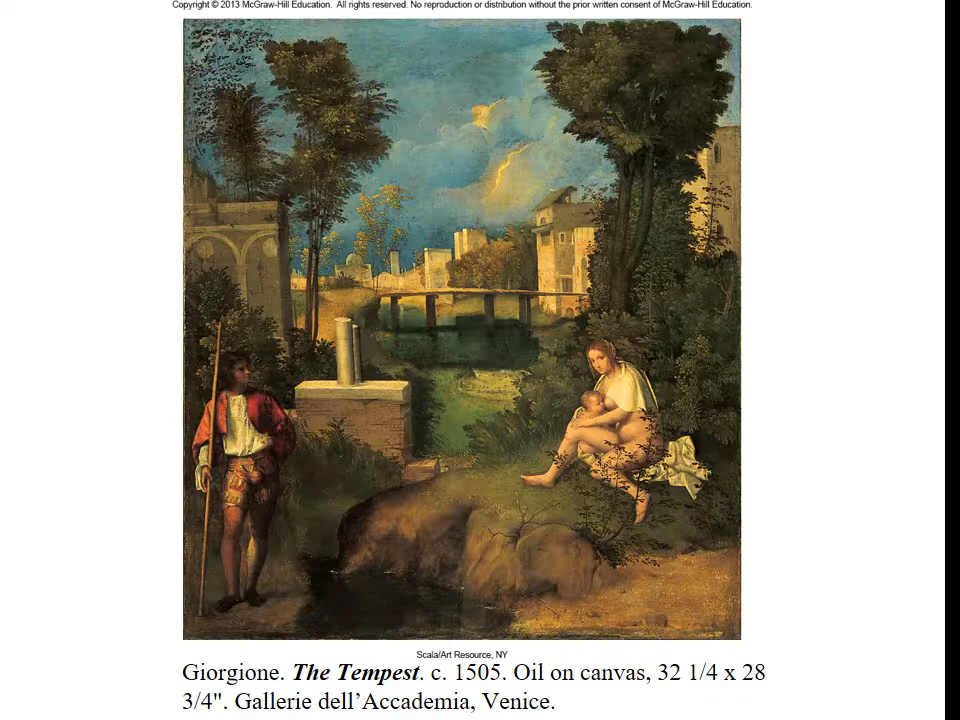 Copyright © 2013 McGraw-Hill Education. All rights reserved. No reproduction or distribution without the prior written consent of McGraw-Hill Education.
Scala/Art Resource, NY
Giorgione. The Tempest. c. 1505. Oil on canvas, 32 1/4 x 28
3/4". Gallerie dell’Accademia, Venice.